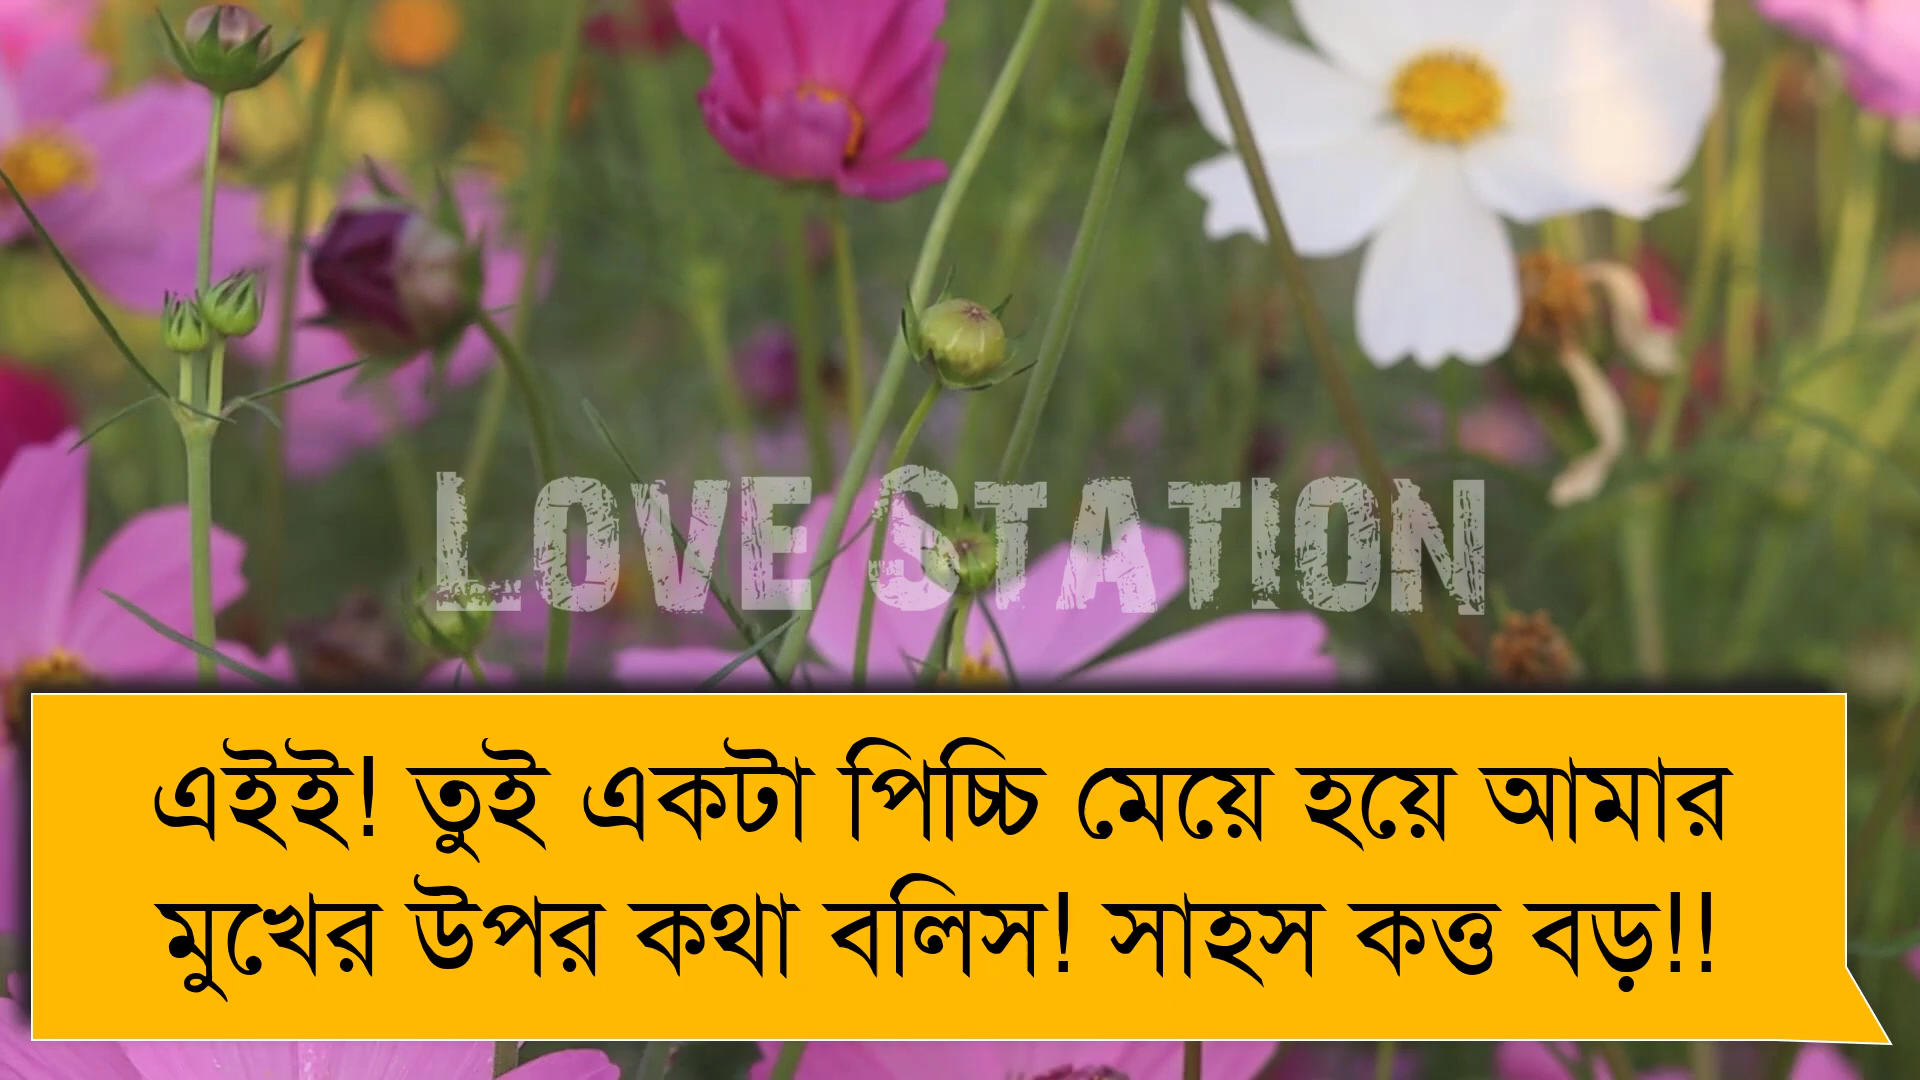 LOVE STATION
এইই! তুই একটা পিচ্চি মেয়ে হয়ে আমার
মুখের উপর কথা বলিস! সাহস কত্ত বড়!!